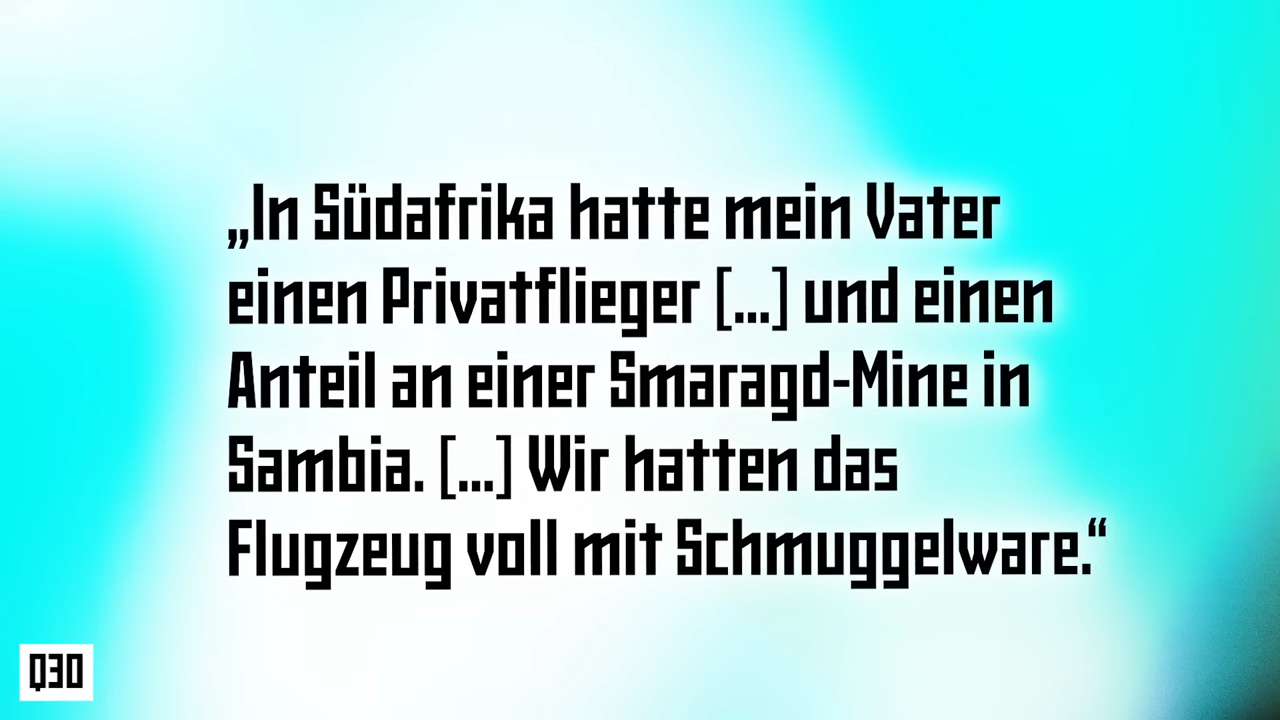 „In Südafrika hatte mein Vater
einen Privatflieger [...] und einen
Anteil an einer Smaragd-Mine in
Sambia. [...] Wir hatten das
Flugzeug voll mit Schmuggelware.“
Q30